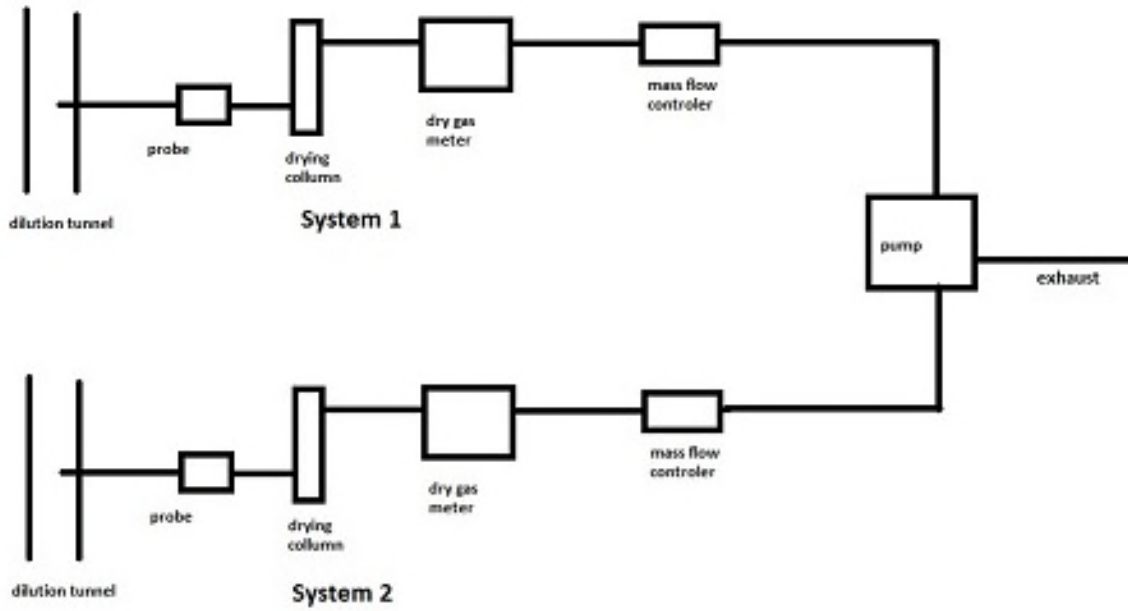 mass flow
controler
dry gas
meter
probe
drying
collumn
dilution tunnel
System 1
pump
exhaust
mass flow
controler
dry gas
meter
probe
drying
collumn
dilution tunnel
System 2